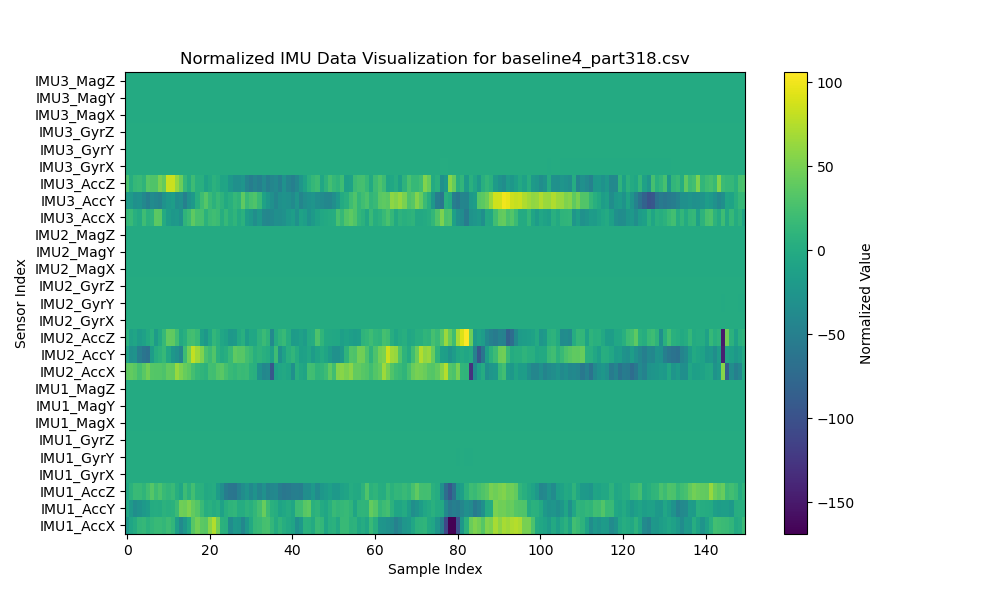 Normalized IMU Data Visualization for baseline4_part318.csv
IMU3_MagZ
IMU3_MagY
IMU3_MagX
IMU3_GyrZ
IMU3_GyrY
IMU3_GyrX
IMU3_AccZ
IMU3_AccY
IMU3_AccX
IMU2_MagZ
IMU2_MagY
IMU2_MagX
IMU2_GyrZ
IMU2_GyrY
IMU2_GyrX
IMU2_AccZ
IMU2_AccY
IMU2_AccX
IMU1_MagZ
IMU1_MagY
IMU1_MagX
IMU1_GyrZ
IMU1_GyrY
IMU1_GyrX
IMU1_AccZ
IMU1_AccY
IMU1_AccX
Sensor Index
0 20 40 60 80 100 120 140
Sample Index
100
50
0
−50
−100
−150
Normalized Value